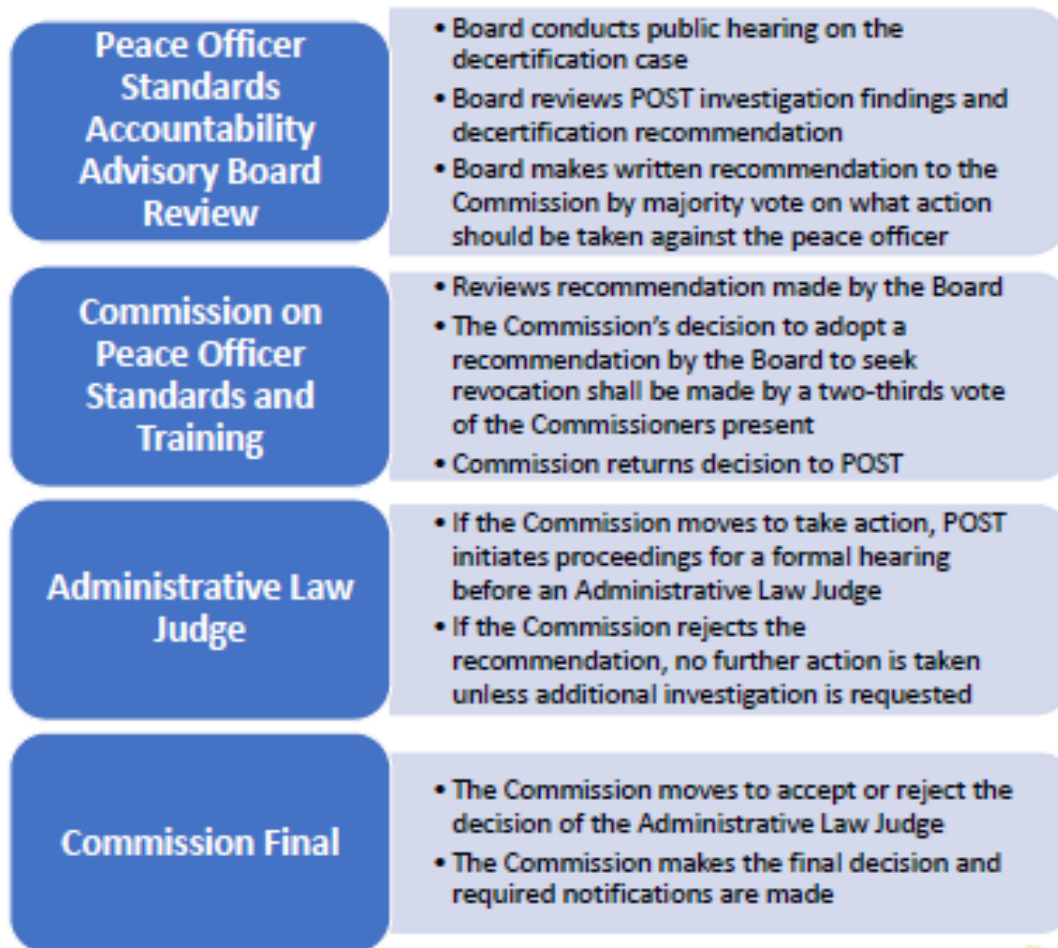 Peace Officer
Standards
Accountability
Advisory Board
Review
• Board conducts public hearing on the
decertification case
• Board reviews POST investigation findings and
decertification recommendation
• Board makes written recommendation to the
Commission by majority vote on what action
should be taken against the peace officer
Commission on
Peace Officer
Standards and
Training
• Reviews recommendation made by the Board
• The Commission's decision to adopt a
recommendation by the Board to seek
revocation shall be made by a two-thirds vote
of the Commissioners present
• Commission returns decision to POST
Administrative Law
Judge
• If the Commission moves to take action, POST
initiates proceedings for a formal hearing
before an Administrative Law Judge
• If the Commission rejects the
recommendation, no further action is taken
unless additional investigation is requested
Commission Final
• The Commission moves to accept or reject the
decision of the Administrative Law Judge
• The Commission makes the final decision and
required notifications are made